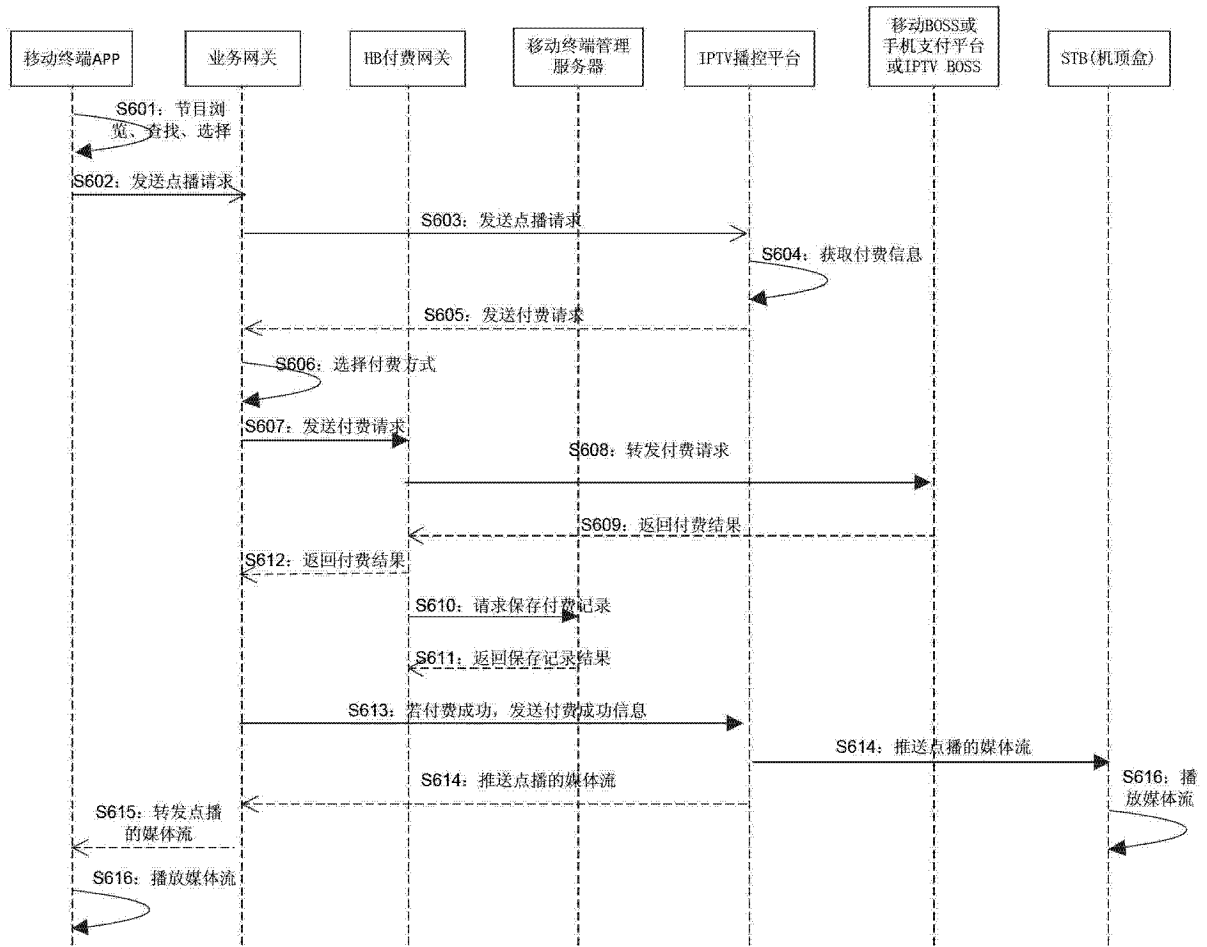 移动终端APP
业务网关
HB付费网关
移动终端管理
服务器
IPTV播控平台
移动BOSS或
手机支付平台
或IPTV BOSS
STB(机顶盒)
S601：节目浏
览、查找、选择
S602：发送点播请求
S603：发送点播请求
S604：获取付费信息
S605：发送付费请求
S606：选择付费方式
S607：发送付费请求
S608：转发付费请求
S609：返回付费结果
S612：返回付费结果
S610：请求保存付费记录
S611：返回保存记录结果
S613：若付费成功，发送付费成功信息
S614：推送点播的媒体流
S614：推送点播的媒体流
S616：播
放媒体流
S615：转发点播
的媒体流
S616：播放媒体流